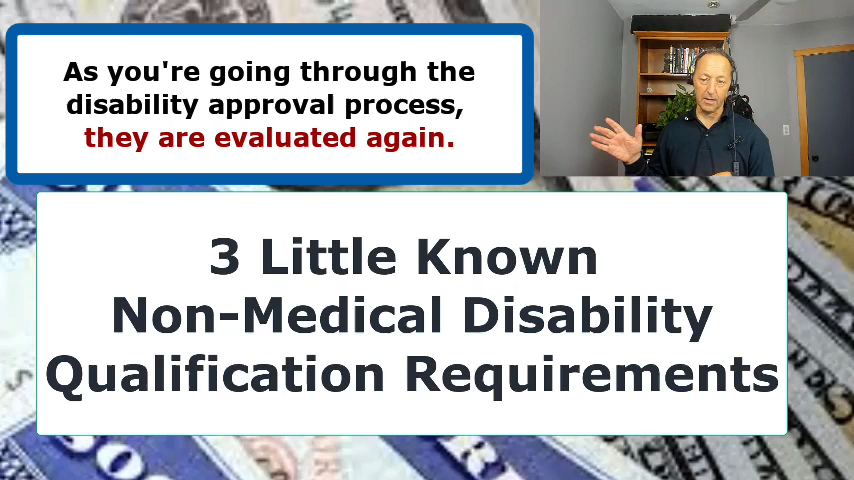 As you're going through the
disability approval process,
they are evaluated again.
3 Little Known
Non-Medical Disability
Qualification Requirements